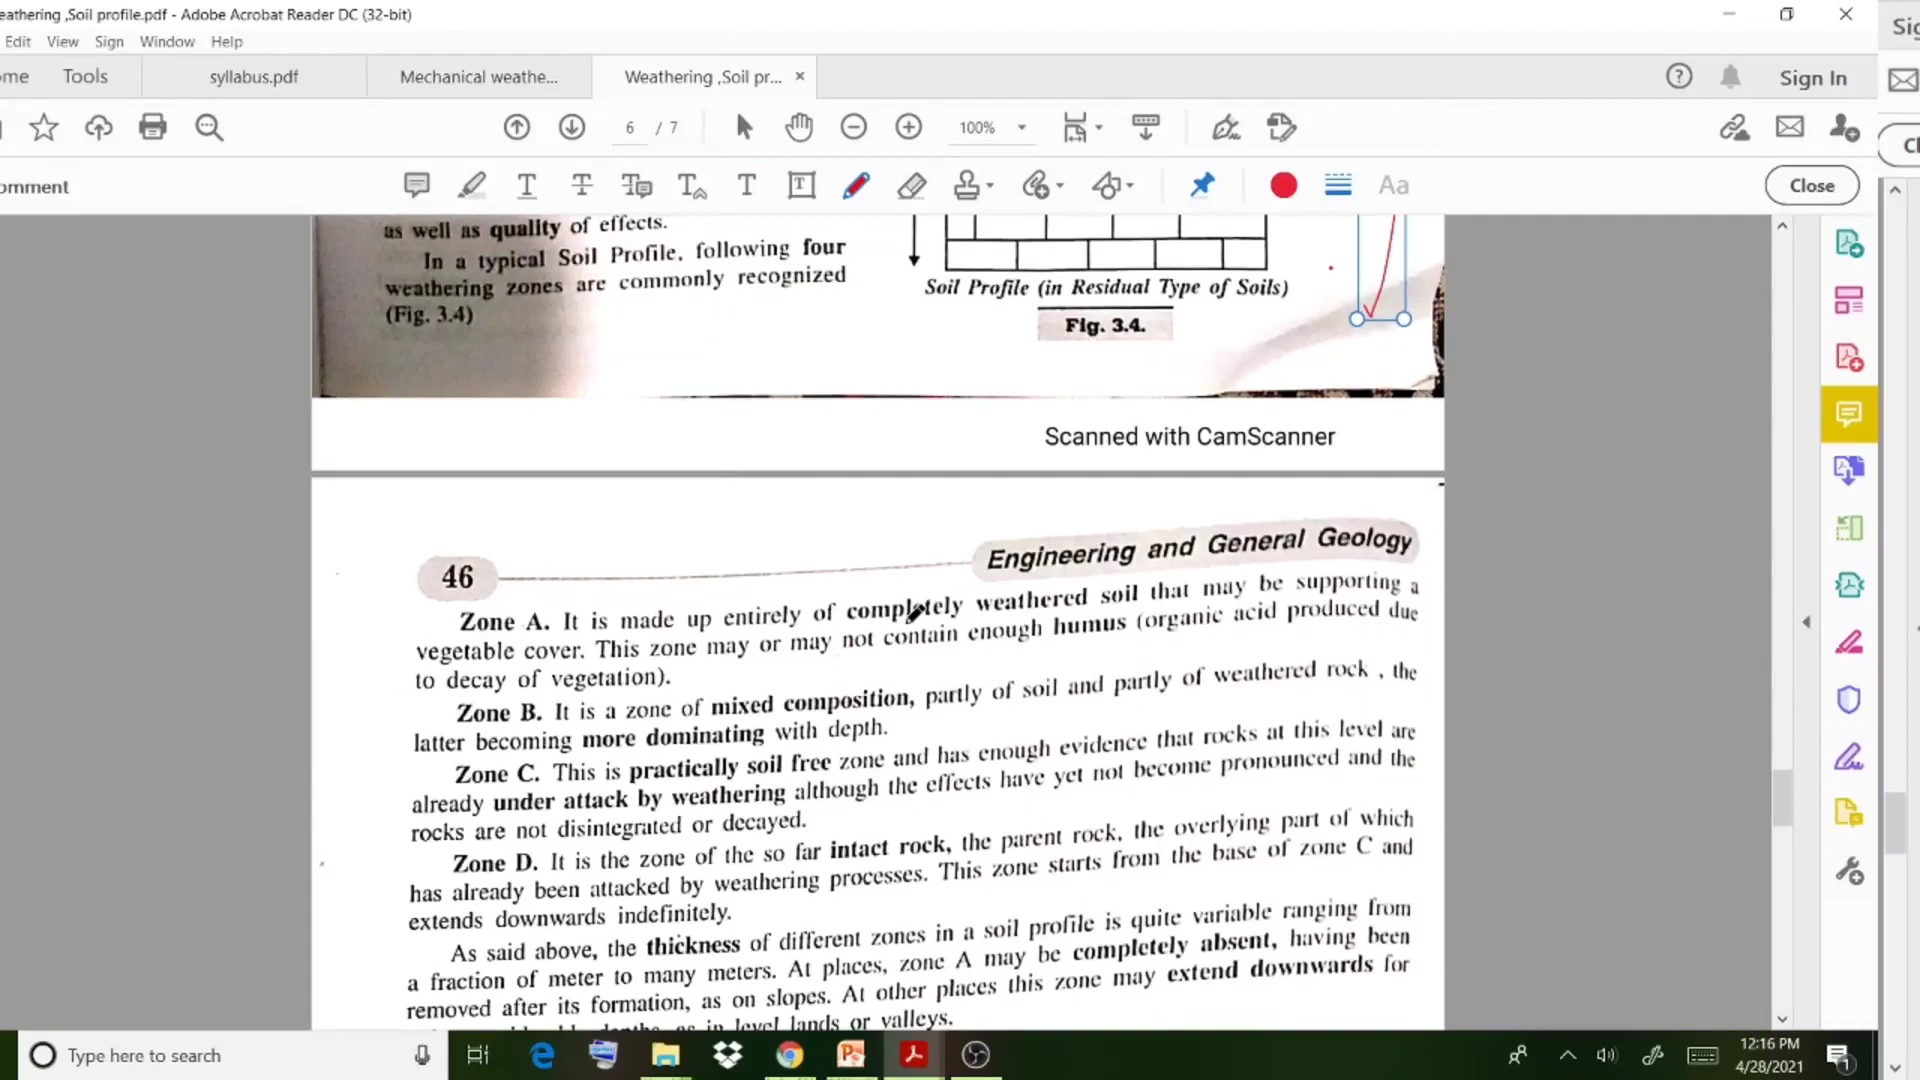 eathering ,Soil profile.pdf - Adobe Acrobat Reader DC (32-bit)
Edit View Sign Window Help
ome Tools syllabus.pdf Mechanical weathe... Weathering ,Soil pr... × Sign In
6 / 7 100%
omment Aa Close
as well as quality of effects.
In a typical Soil Profile, following four
weathering zones are commonly recognized
(Fig. 3.4)
Soil Profile (in Residual Type of Soils)
Fig. 3.4.
Scanned with CamScanner
46 Engineering and General Geology
Zone A. It is made up entirely of completely weathered soil that may be supporting a
vegetable cover. This zone may or may not contain enough humus (organic acid produced due
to decay of vegetation).
Zone B. It is a zone of mixed composition, partly of soil and partly of weathered rock , the
latter becoming more dominating with depth.
Zone C. This is practically soil free zone and has enough evidence that rocks at this level are
already under attack by weathering although the effects have yet not become pronounced and the
rocks are not disintegrated or decayed.
Zone D. It is the zone of the so far intact rock, the parent rock, the overlying part of which
has already been attacked by weathering processes. This zone starts from the base of zone C and
extends downwards indefinitely.
As said above, the thickness of different zones in a soil profile is quite variable ranging from
a fraction of meter to many meters. At places, zone A may be completely absent, having been
removed after its formation, as on slopes. At other places this zone may extend downwards for
as in level lands or valleys.
Type here to search
12:16 PM
4/28/2021
1